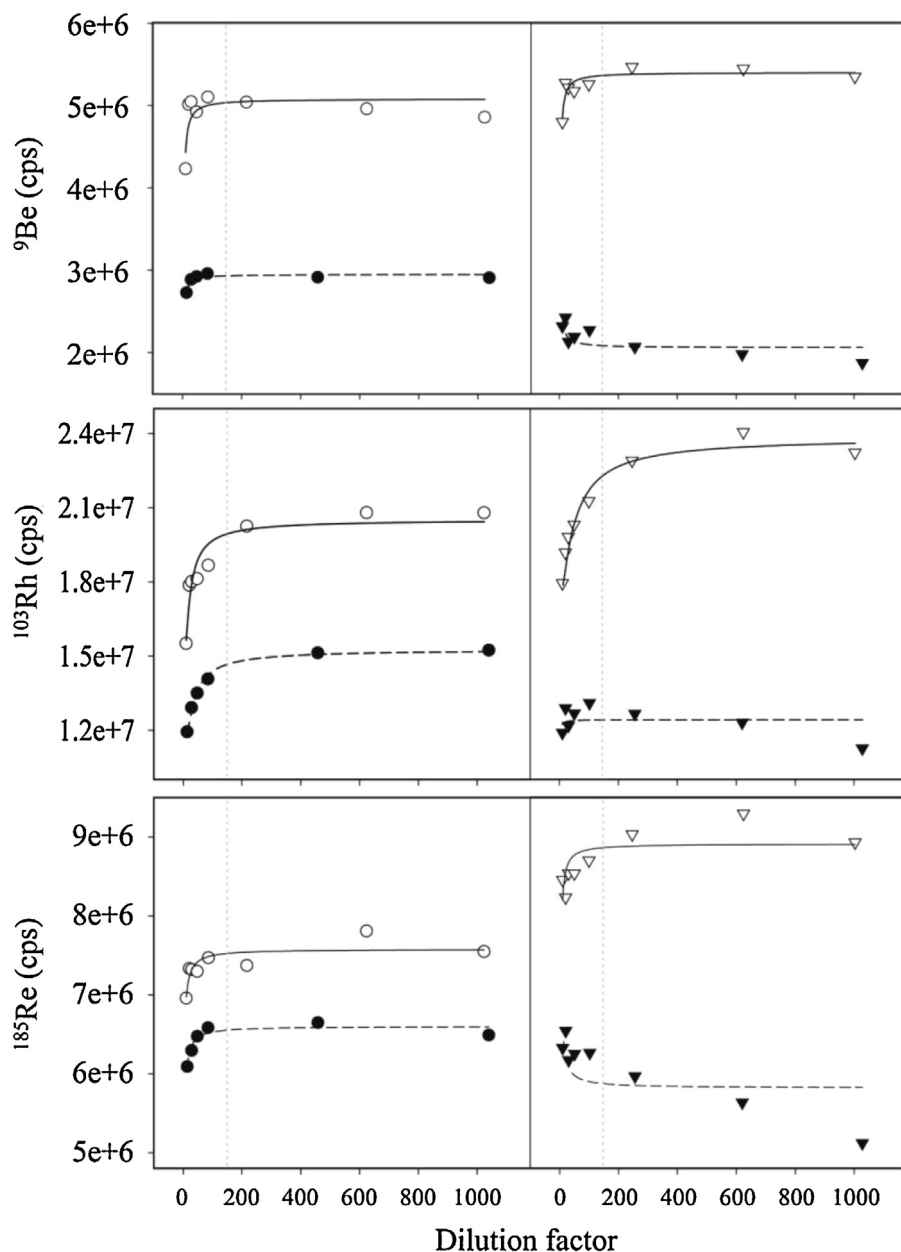 6e+6
5e+6
4e+6
3e+6
2e+6
⁹Be (cps)
2.4e+7
2.1e+7
1.8e+7
1.5e+7
1.2e+7
¹⁰³Rh (cps)
9e+6
8e+6
7e+6
6e+6
5e+6
¹⁸⁵Re (cps)
0 200 400 600 800 1000 0 200 400 600 800 1000
Dilution factor